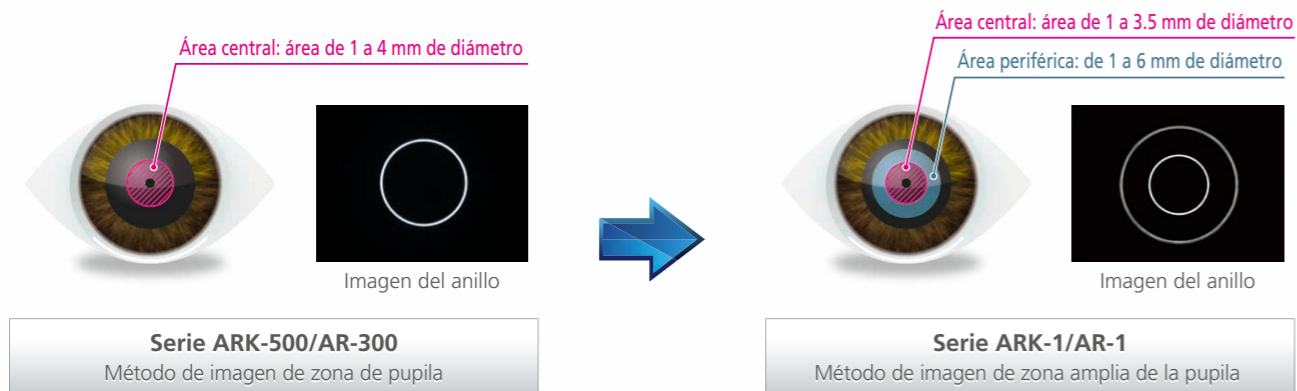 Área central: área de 1 a 4 mm de diámetro
Imagen del anillo
Serie ARK-500/AR-300
Método de imagen de zona de pupila
Área central: área de 1 a 3.5 mm de diámetro
Área periférica: de 1 a 6 mm de diámetro
Imagen del anillo
Serie ARK-1/AR-1
Método de imagen de zona amplia de la pupila